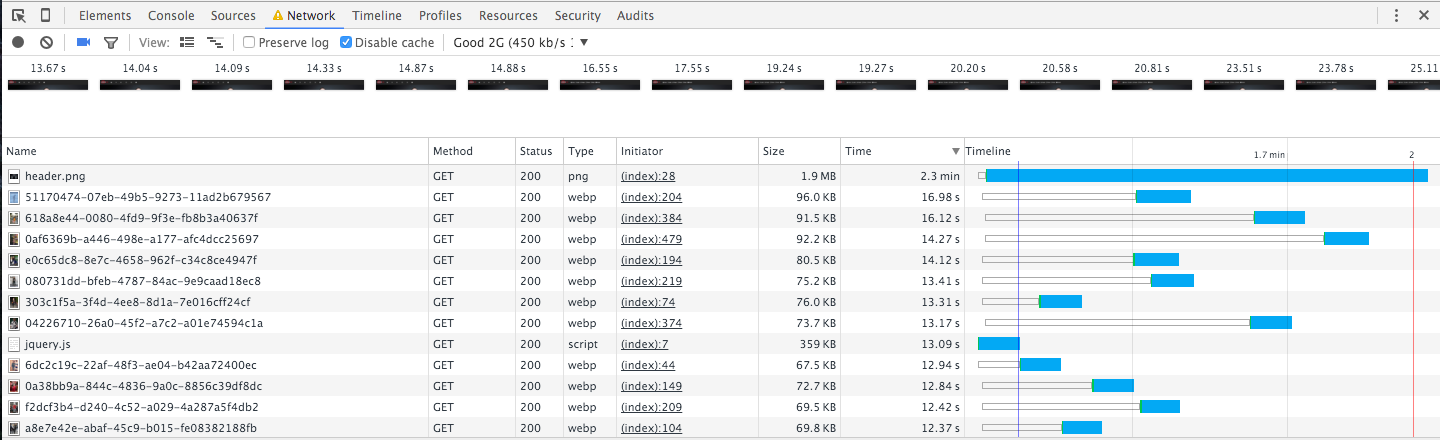 Elements Console Sources Network Timeline Profiles Resources Security Audits
View: Preserve log Disable cache Good 2G (450 kb/s
13.67 s 14.04 s 14.09 s 14.33 s 14.87 s 14.88 s 16.55 s 17.55 s 19.24 s 19.27 s 20.20 s 20.58 s 20.81 s 23.51 s 23.78 s 25.11
Name Method Status Type Initiator Size Time Timeline 1.7 min 2
header.png GET 200 png (index):28 1.9 MB 2.3 min
51170474-07eb-49b5-9273-11ad2b679567 GET 200 webp (index):204 96.0 KB 16.98 s
618a8e44-0080-4fd9-9f3e-fb8b3a40637f GET 200 webp (index):384 91.5 KB 16.12 s
0af6369b-a446-498e-a177-afc4dcc25697 GET 200 webp (index):479 92.2 KB 14.27 s
e0c65dc8-8e7c-4658-962f-c34c8ce4947f GET 200 webp (index):194 80.5 KB 14.12 s
080731dd-bfeb-4787-84ac-9e9caad18ec8 GET 200 webp (index):219 75.2 KB 13.41 s
303c1f5a-3f4d-4ee8-8d1a-7e016cff24cf GET 200 webp (index):74 76.0 KB 13.31 s
04226710-26a0-45f2-a7c2-a01e74594c1a GET 200 webp (index):374 73.7 KB 13.17 s
jquery.js GET 200 script (index):7 359 KB 13.09 s
6dc2c19c-22af-48f3-ae04-b42aa72400ec GET 200 webp (index):44 67.5 KB 12.94 s
0a38bb9a-844c-4836-9a0c-8856c39df8dc GET 200 webp (index):149 72.7 KB 12.84 s
f2dcf3b4-d240-4c52-a029-4a287a5f4db2 GET 200 webp (index):209 69.5 KB 12.42 s
a8e7e42e-abaf-45c9-b015-fe08382188fb GET 200 webp (index):104 69.8 KB 12.37 s